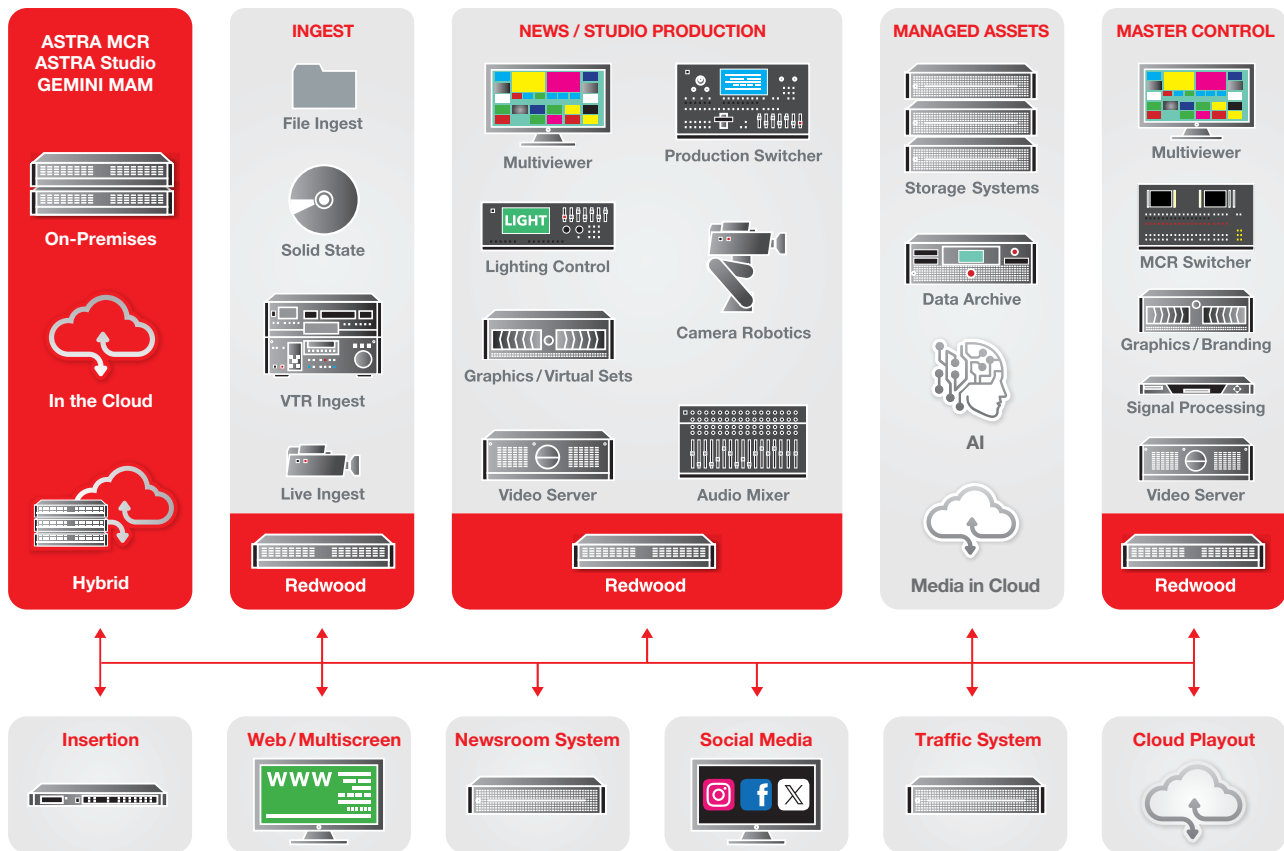 ASTRA MCR
ASTRA Studio
GEMINI MAM
On-Premises
In the Cloud
Hybrid
INGEST
File Ingest
Solid State
VTR Ingest
Live Ingest
Redwood
NEWS / STUDIO PRODUCTION
Multiviewer
Production Switcher
LIGHT
Lighting Control
Camera Robotics
Graphics / Virtual Sets
Video Server
Audio Mixer
Redwood
MANAGED ASSETS
Storage Systems
Data Archive
AI
Media in Cloud
MASTER CONTROL
Multiviewer
MCR Switcher
Graphics / Branding
Signal Processing
Video Server
Redwood
Insertion
Web / Multiscreen
WWW
Newsroom System
Social Media
Traffic System
Cloud Playout